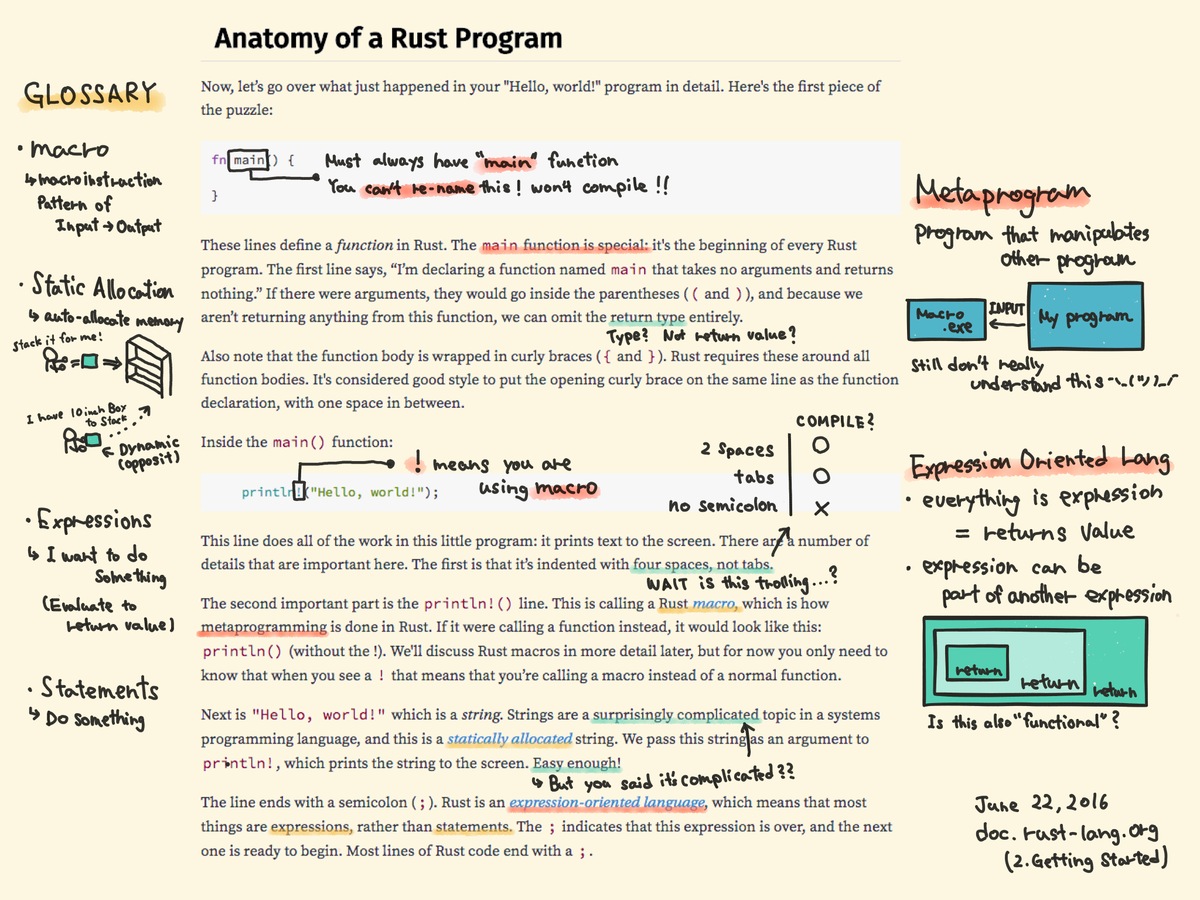 Anatomy of a Rust Program
GLOSSARY
• macro
↳ macroinstruction
Pattern of
Input → Output
• Static Allocation
↳ auto-allocate memory
stack it for me!
I have 10 inch Box
to Stack
← Dynamic
(opposit)
• Expressions
↳ I want to do
Something
(Evaluate to
return value)
• Statements
↳ Do something
Now, let's go over what just happened in your "Hello, world!" program in detail. Here's the first piece of
the puzzle:
fn main() {
}
Must always have "main" function
You can't re-name this! won't compile !!
These lines define a function in Rust. The main function is special: it's the beginning of every Rust
program. The first line says, “I'm declaring a function named main that takes no arguments and returns
nothing.” If there were arguments, they would go inside the parentheses (( and )), and because we
aren't returning anything from this function, we can omit the return type entirely.
Type? Not return value?
Also note that the function body is wrapped in curly braces ({ and }). Rust requires these around all
function bodies. It's considered good style to put the opening curly brace on the same line as the function
declaration, with one space in between.
Inside the main() function:
! means you are
using macro
println!("Hello, world!");
COMPILE?
2 Spaces O
tabs O
no semicolon X
This line does all of the work in this little program: it prints text to the screen. There are a number of
details that are important here. The first is that it's indented with four spaces, not tabs.
WAIT is this trolling...?
The second important part is the println!() line. This is calling a Rust macro, which is how
metaprogramming is done in Rust. If it were calling a function instead, it would look like this:
println() (without the !). We'll discuss Rust macros in more detail later, but for now you only need to
know that when you see a ! that means that you're calling a macro instead of a normal function.
Next is "Hello, world!" which is a string. Strings are a surprisingly complicated topic in a systems
programming language, and this is a statically allocated string. We pass this string as an argument to
println!, which prints the string to the screen. Easy enough!
↳ But you said it's complicated??
The line ends with a semicolon (;). Rust is an expression-oriented language, which means that most
things are expressions, rather than statements. The ; indicates that this expression is over, and the next
one is ready to begin. Most lines of Rust code end with a ;.
Metaprogram
Program that manipulates
other program
Macro
.exe
INPUT
My program
Still don't really
understand this ¯\_(ツ)_/¯
Expression Oriented Lang
• everything is expression
= returns value
• expression can be
part of another expression
return
return
return
Is this also "functional"?
June 22, 2016
doc.rust-lang.org
(2.Getting Started)